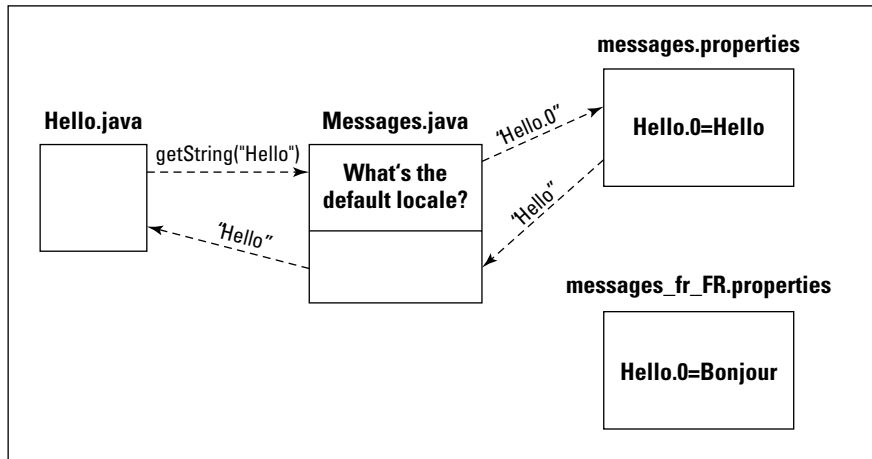 messages.properties
Hello.0=Hello
Hello.java
Messages.java
getString("Hello")
What's the
default locale?
"Hello.0"
"Hello"
"Hello"
messages_fr_FR.properties
Hello.0=Bonjour